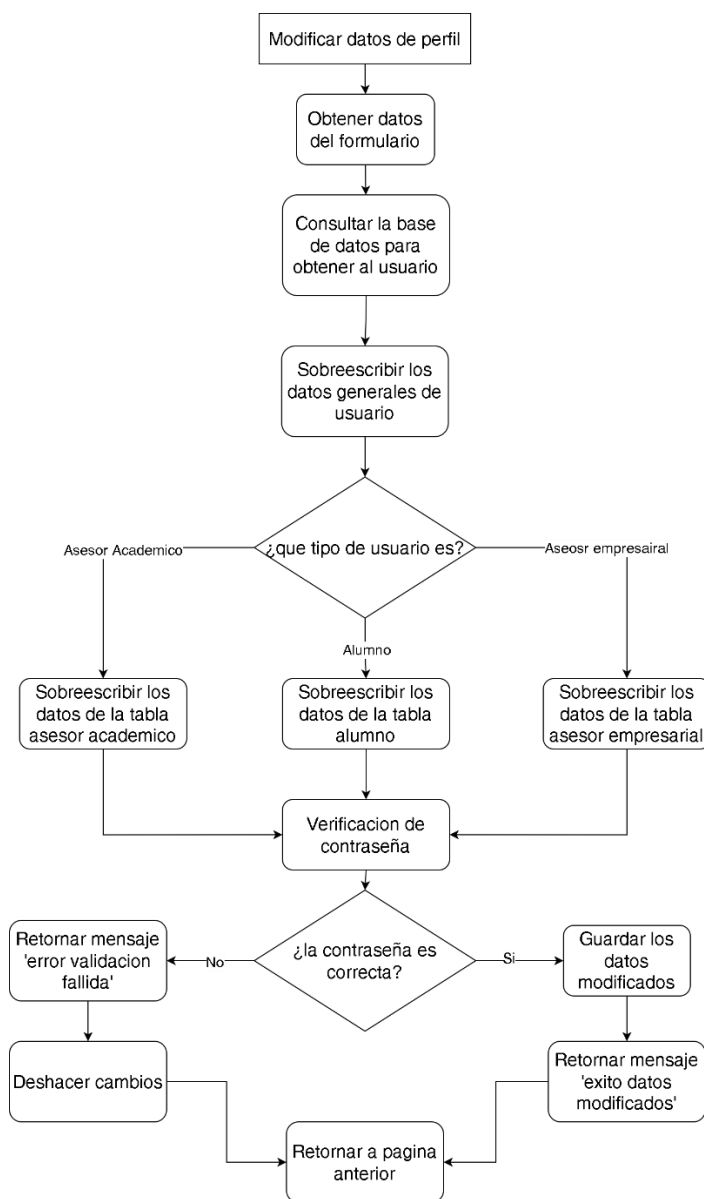 Modificar datos de perfil
Obtener datos
del formulario
Consultar la base
de datos para
obtener al usuario
Sobreescribir los
datos generales de
usuario
¿que tipo de usuario es?
Asesor Academico
Aseosr empresairal
Alumno
Sobreescribir los
datos de la tabla
asesor academico
Sobreescribir los
datos de la tabla
alumno
Sobreescribir los
datos de la tabla
asesor empresarial
Verificacion de
contraseña
¿la contraseña es
correcta?
No
Si
Retornar mensaje
'error validacion
fallida'
Guardar los
datos
modificados
Deshacer cambios
Retornar mensaje
'exito datos
modificados'
Retornar a pagina
anterior